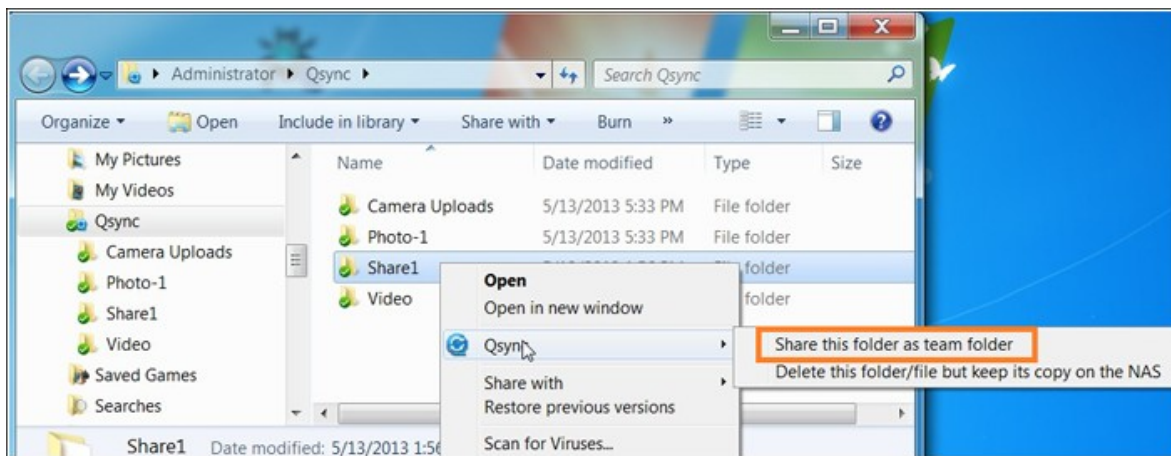 Administrator Qsync Search Qsync
Organize Open Include in library Share with Burn »
My Pictures
My Videos
Qsync
Camera Uploads
Photo-1
Share1
Video
Saved Games
Searches
Name Date modified Type Size
Camera Uploads 5/13/2013 5:33 PM File folder
Photo-1 5/13/2013 5:33 PM File folder
Share1 folder
Video folder
Open
Open in new window
Qsync
Share with
Restore previous versions
Scan for Viruses...
Share this folder as team folder
Delete this folder/file but keep its copy on the NAS
Share1 Date modified: 5/13/2013 1:56